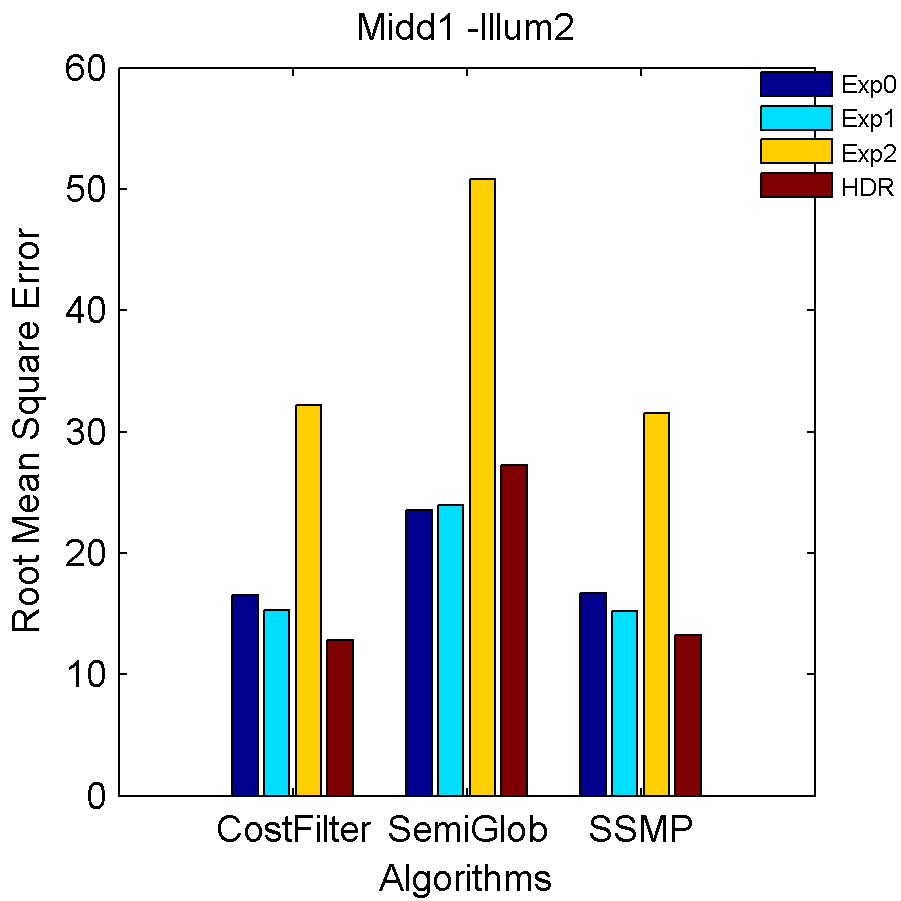 Midd1 -Illum2
60
50
40
30
20
10
0
Root Mean Square Error
Exp0
Exp1
Exp2
HDR
CostFilter SemiGlob SSMP
Algorithms